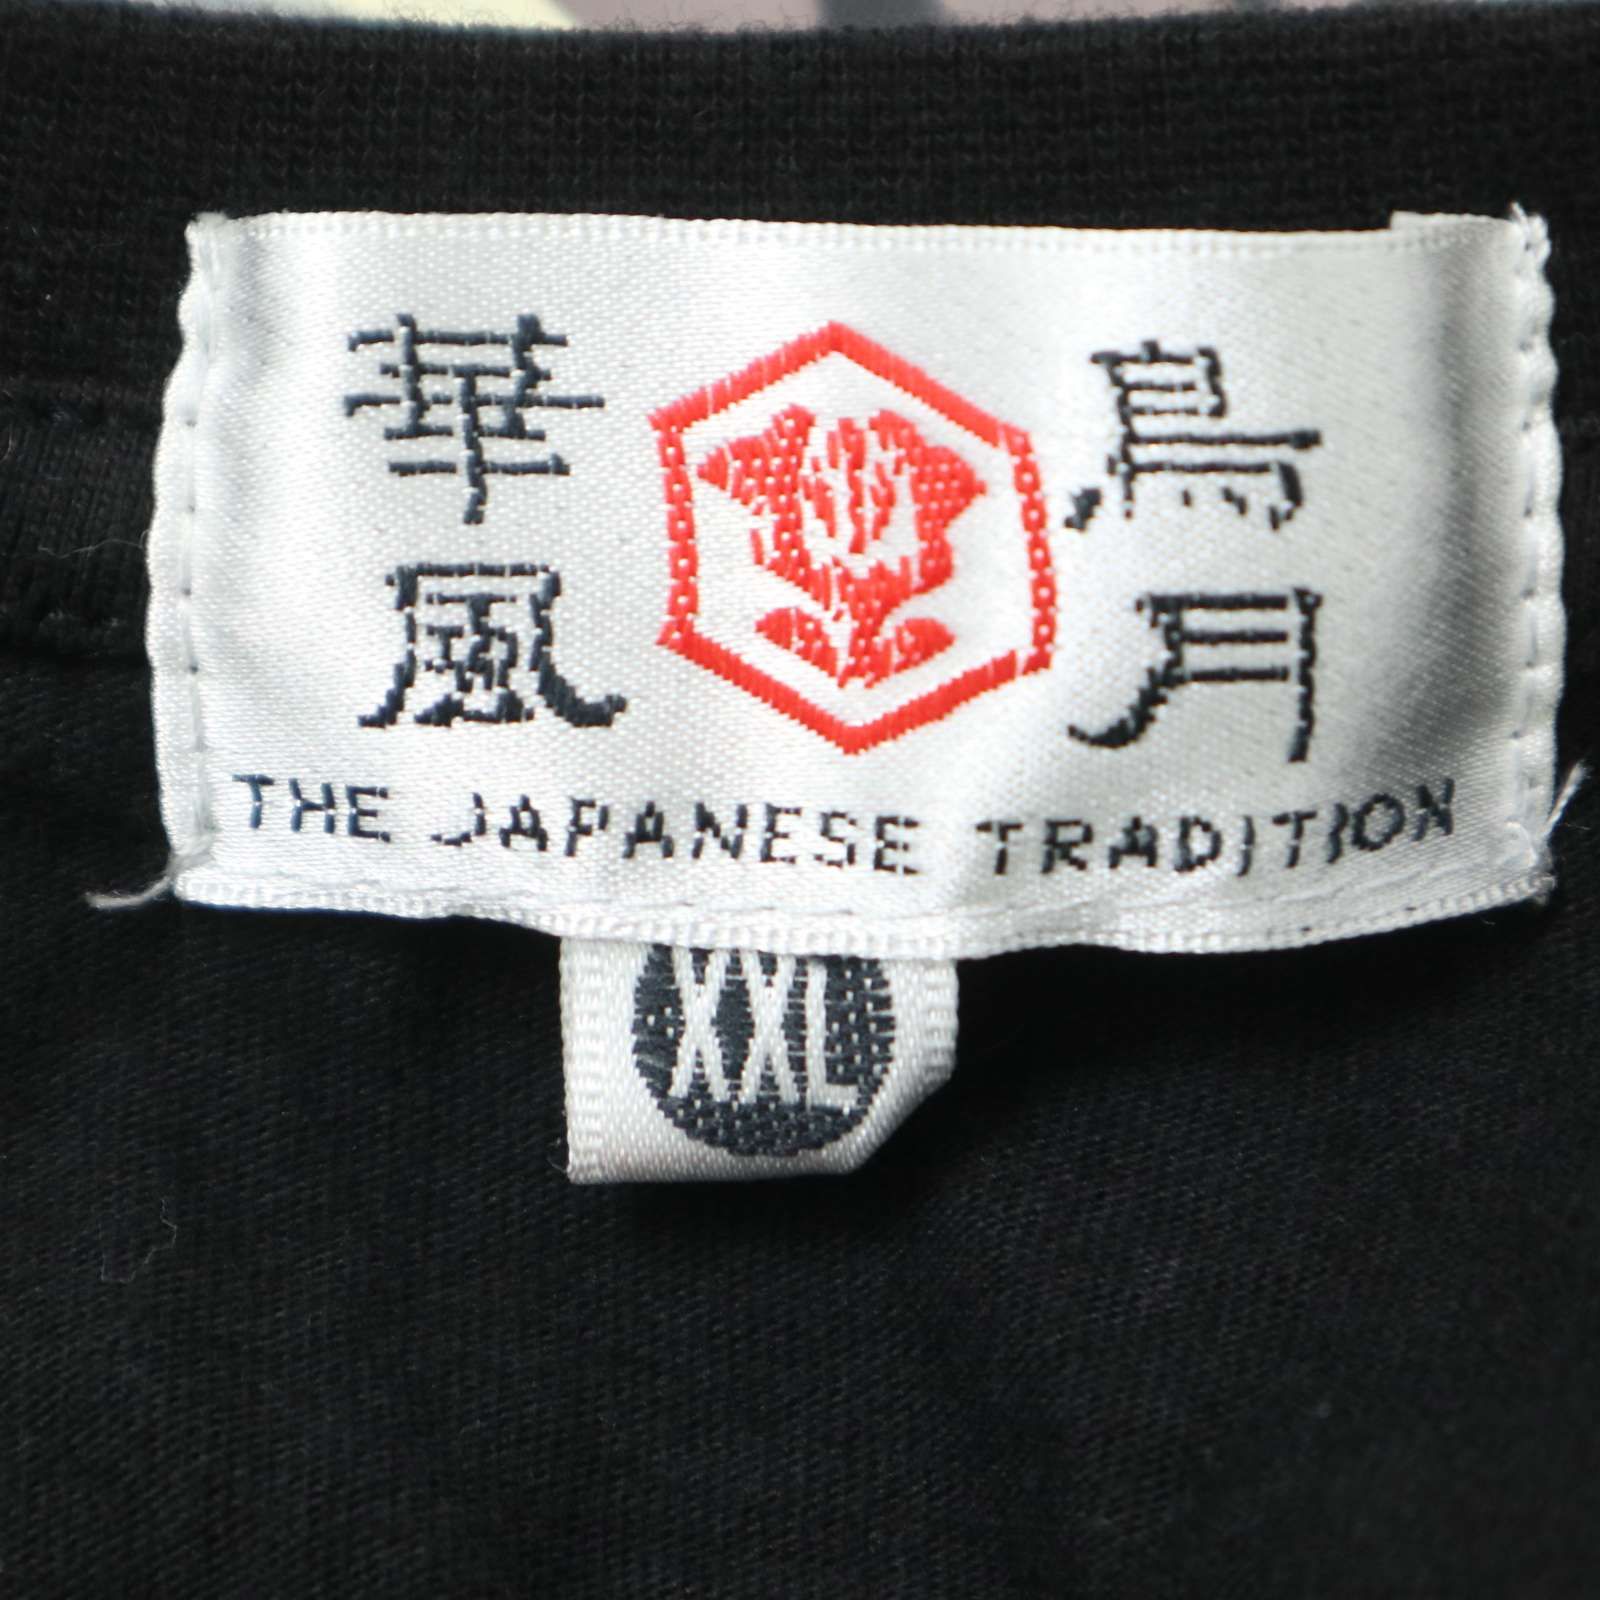 華 鳥
風 月
THE JAPANESE TRADITION
XXL